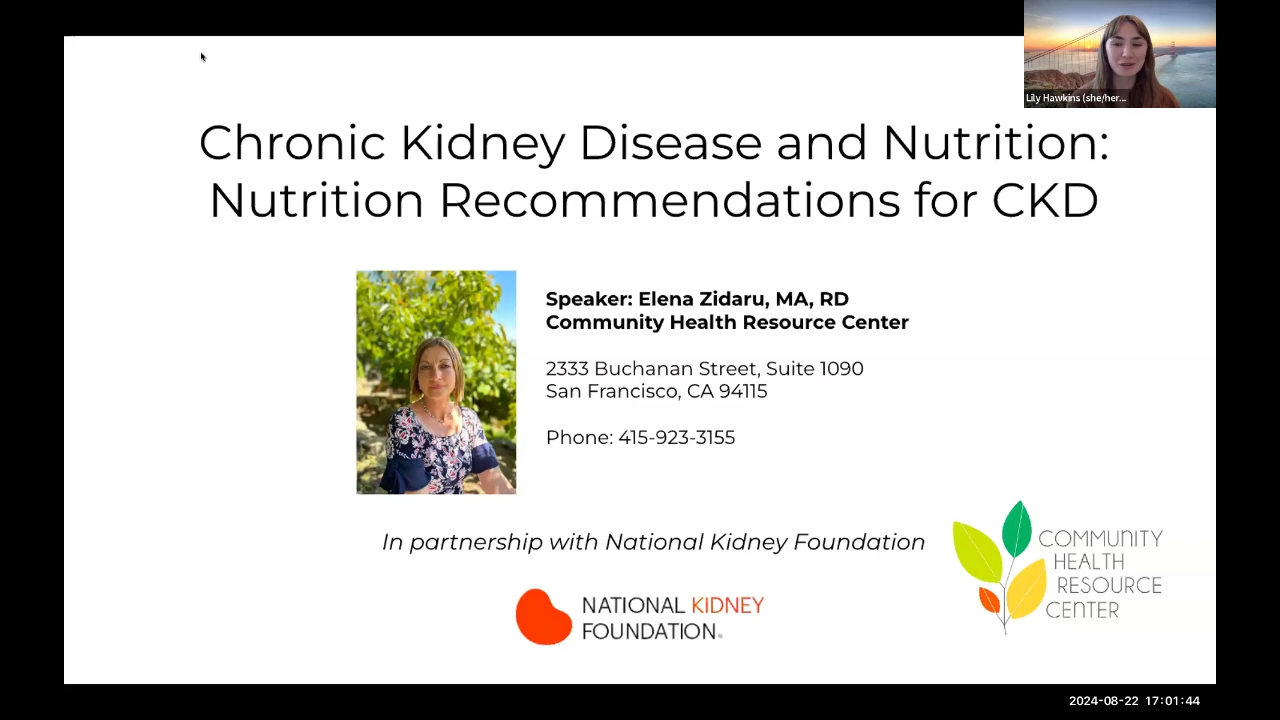 Lily Hawkins (she/her...
Chronic Kidney Disease and Nutrition:
Nutrition Recommendations for CKD
Speaker: Elena Zidaru, MA, RD
Community Health Resource Center
2333 Buchanan Street, Suite 1090
San Francisco, CA 94115
Phone: 415-923-3155
In partnership with National Kidney Foundation
NATIONAL KIDNEY
FOUNDATION®
COMMUNITY
HEALTH
RESOURCE
CENTER
2024-08-22 17:01:44